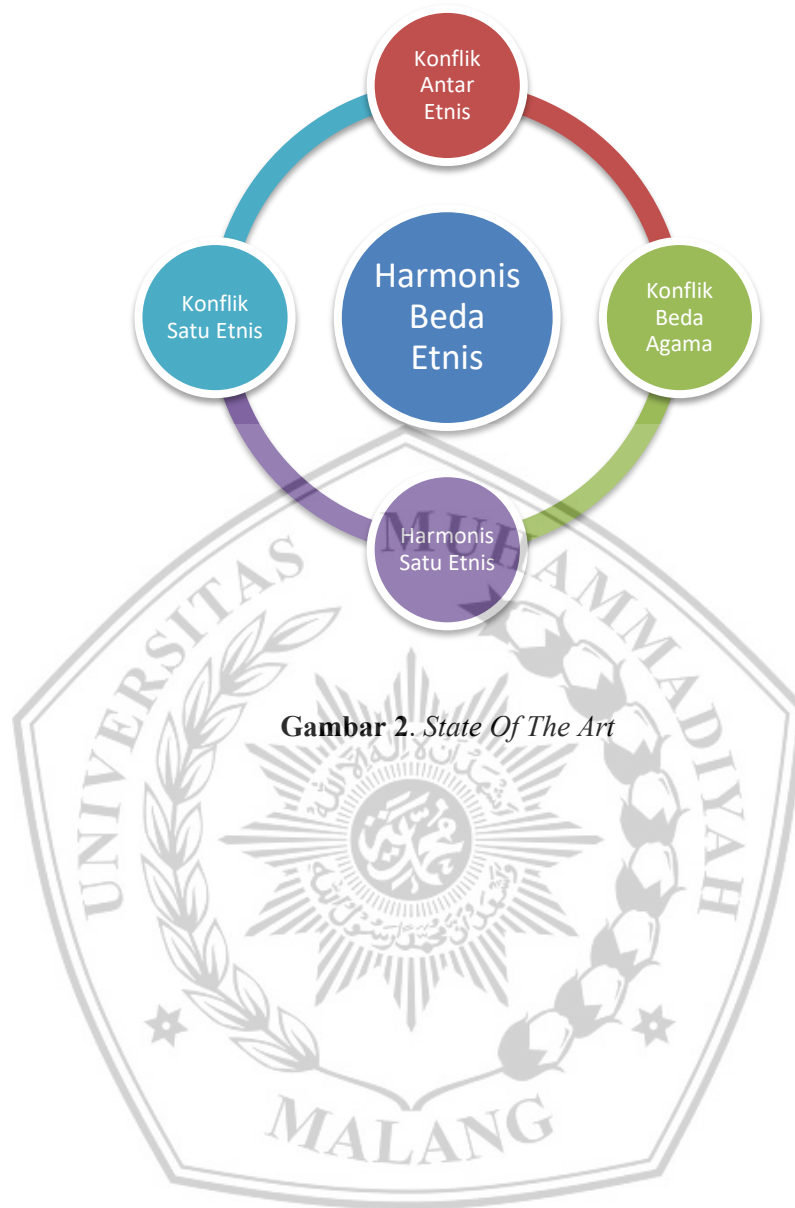 Konflik
Antar
Etnis
Konflik
Satu Etnis
Harmonis
Beda
Etnis
Konflik
Beda
Agama
Harmonis
Satu Etnis
UNIVERSITAS MUHAMMADIYAH
Gambar 2. State Of The Art
MALANG